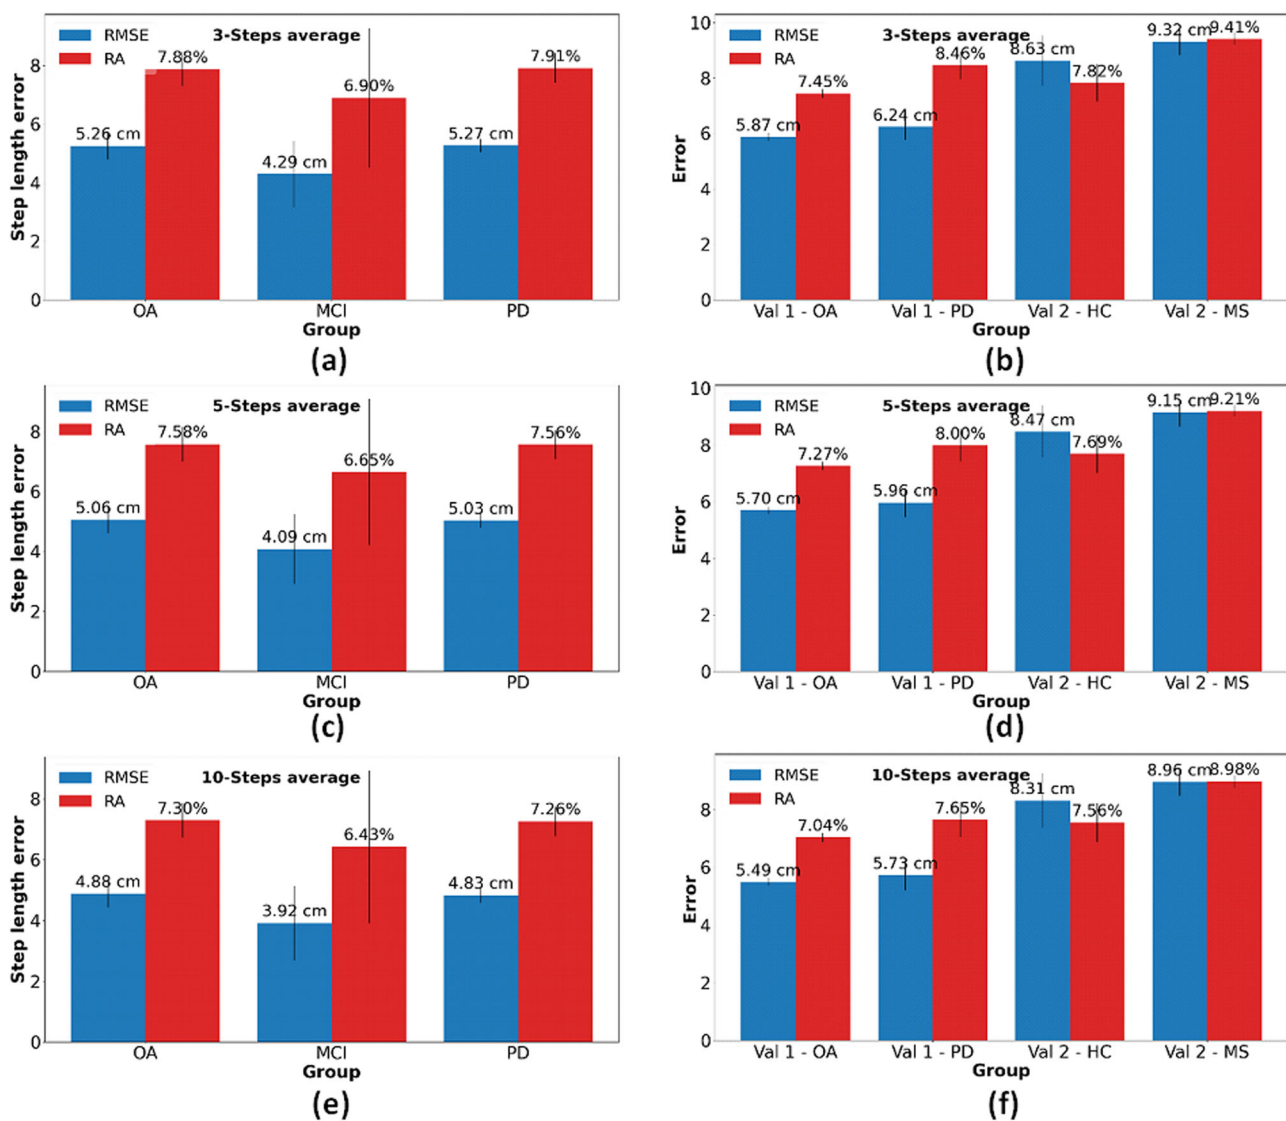 RMSE 3-Steps average
RA
7.88%
7.91%
6.90%
5.26 cm
5.27 cm
4.29 cm
Step length error
8
6
4
2
0
OA MCI PD
Group
(a)
RMSE 3-Steps average
RA
9.32 cm 9.41%
8.63 cm
8.46%
7.82%
7.45%
6.24 cm
5.87 cm
Error
10
8
6
4
2
0
Val 1 - OA Val 1 - PD Val 2 - HC Val 2 - MS
Group
(b)
RMSE 5-Steps average
RA
7.58%
7.56%
6.65%
5.06 cm
5.03 cm
4.09 cm
Step length error
8
6
4
2
0
OA MCI PD
Group
(c)
RMSE 5-Steps average
RA
9.15 cm 9.21%
8.47 cm
8.00%
7.69%
7.27%
5.96 cm
5.70 cm
Error
10
8
6
4
2
0
Val 1 - OA Val 1 - PD Val 2 - HC Val 2 - MS
Group
(d)
RMSE 10-Steps average
RA
7.30%
7.26%
6.43%
4.88 cm
4.83 cm
3.92 cm
Step length error
8
6
4
2
0
OA MCI PD
Group
(e)
RMSE 10-Steps average
RA
8.96 cm 8.98%
8.31 cm
7.65%
7.56%
7.04%
5.73 cm
5.49 cm
Error
8
6
4
2
0
Val 1 - OA Val 1 - PD Val 2 - HC Val 2 - MS
Group
(f)